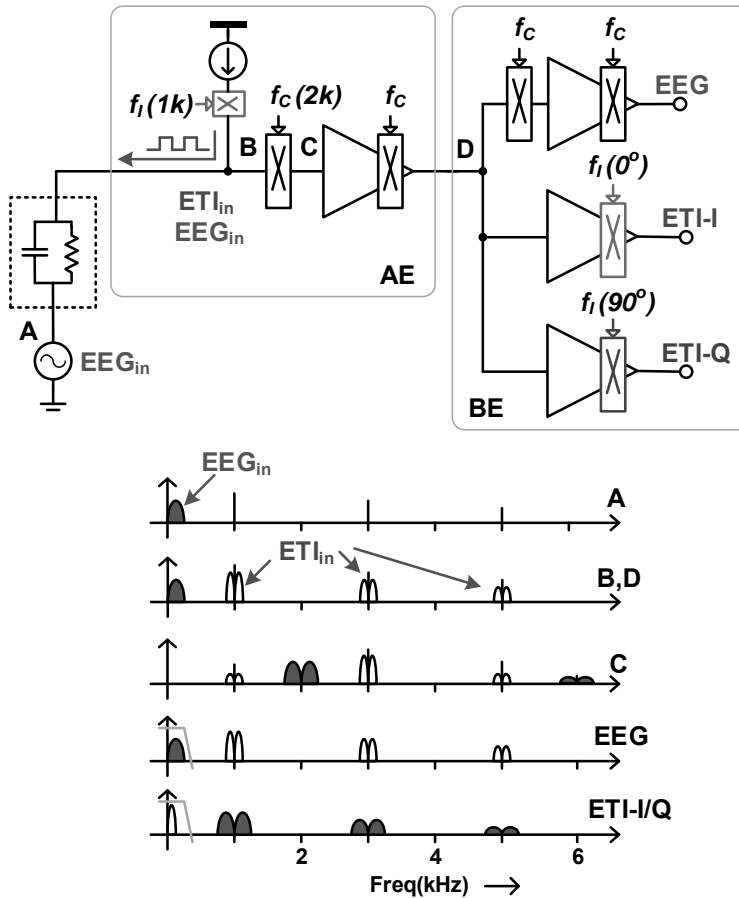 f_C
f_C
f_I (1k)
f_C (2k)
f_C
EEG
B
C
D
f_I (0°)
ETI_in
EEG_in
ETI-I
AE
f_I (90°)
A
EEG_in
ETI-Q
BE
EEG_in
A
ETI_in
B,D
C
EEG
ETI-I/Q
2
4
6
Freq(kHz)